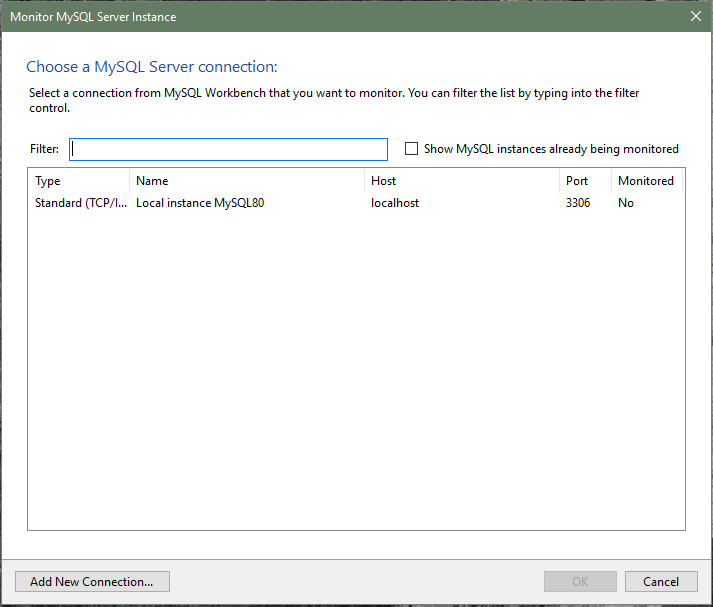 Monitor MySQL Server Instance
Choose a MySQL Server connection:
Select a connection from MySQL Workbench that you want to monitor. You can filter the list by typing into the filter
control.
Filter: Show MySQL instances already being monitored
Type Name Host Port Monitored
Standard (TCP/I... Local instance MySQL80 localhost 3306 No
Add New Connection... OK Cancel